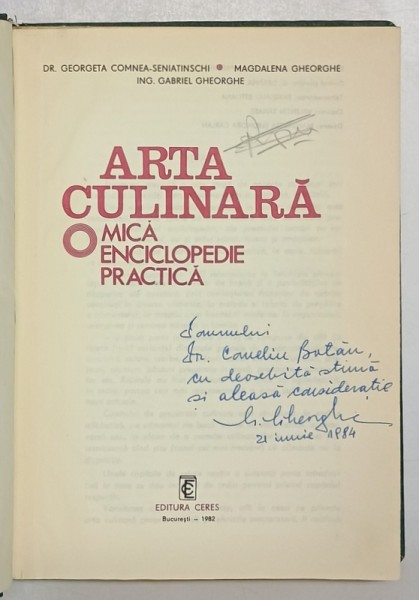 DR. GEORGETA COMNEA-SENIATINSCHI • MAGDALENA GHEORGHE
ING. GABRIEL GHEORGHE
ARTA
CULINARĂ
MICĂ
ENCICLOPEDIE
PRACTICĂ
Domnului
Dr. Corneliu
cu deosebită stimă
și aleasă considerație
Gheorghe
21 iunie 1984
EDITURA CERES
București — 1982